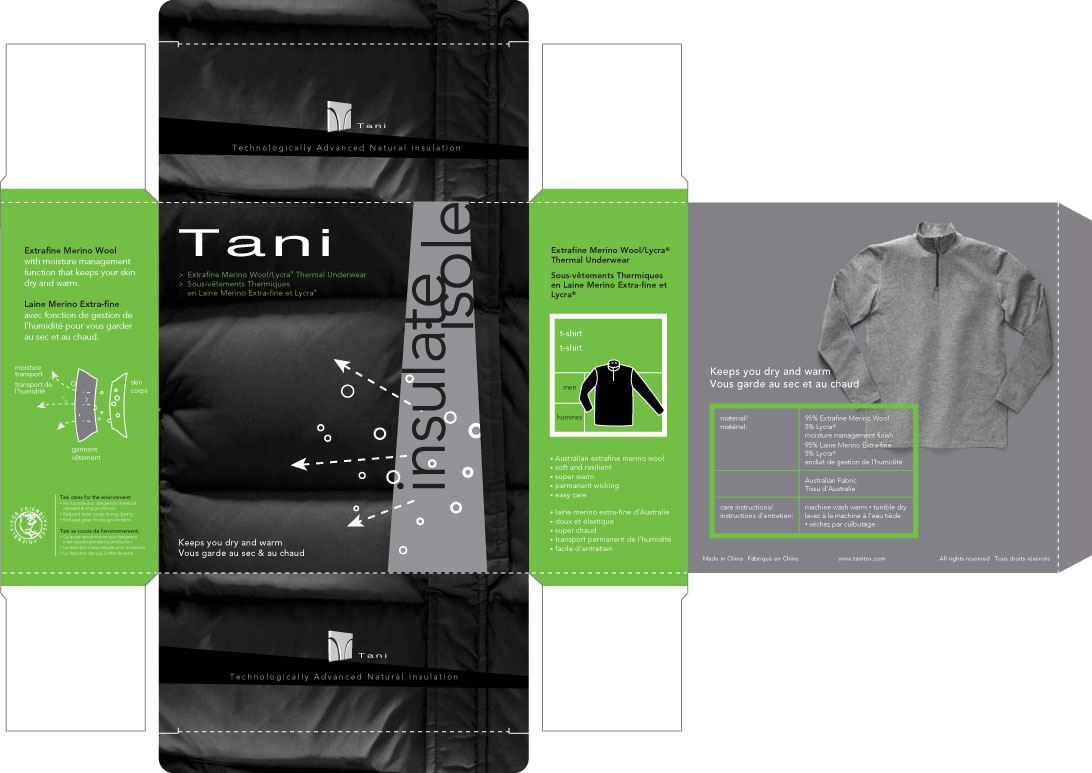 Tani
Technologically Advanced Natural Insulation
Extrafine Merino Wool
with moisture management
function that keeps your skin
dry and warm.
Laine Merino Extra-fine
avec fonction de gestion de
l'humidité pour vous garder
au sec et au chaud.
moisture
transport
transport de
l'humidité
skin
corps
garment
vêtement
Tani cares for the environment:
Tani se soucie de l'environnement:
Tani
> Extrafine Merino Wool/Lycra® Thermal Underwear
> Sous-vêtements Thermiques
en Laine Merino Extra-fine et Lycra®
insulate
isole
Keeps you dry and warm
Vous garde au sec & au chaud
Extrafine Merino Wool/Lycra®
Thermal Underwear
Sous-vêtements Thermiques
en Laine Merino Extra-fine et
Lycra®
t-shirt
t-shirt
men
hommes
• Australian extrafine merino wool
• soft and resilient
• super warm
• permanent wicking
• easy care
• laine merino extra-fine d'Australie
• doux et élastique
• super chaud
• transport permanent de l'humidité
• facile d'entretien
Keeps you dry and warm
Vous garde au sec et au chaud
material/
matériel:
95% Extrafine Merino Wool
5% Lycra®
moisture management finish
95% Laine Merino Extra-fine
5% Lycra®
enduit de gestion de l'humidite
Australian Fabric
Tissu d'Australie
care instructions/
instructions d'entretien:
machine wash warm • tumble dry
lavez à la machine à l'eau tiède
• séchez par culbutage
Made in China Fabriqué en Chine
www.tanitex.com
All rights reserved Tous droits reservés
Tani
Technologically Advanced Natural Insulation